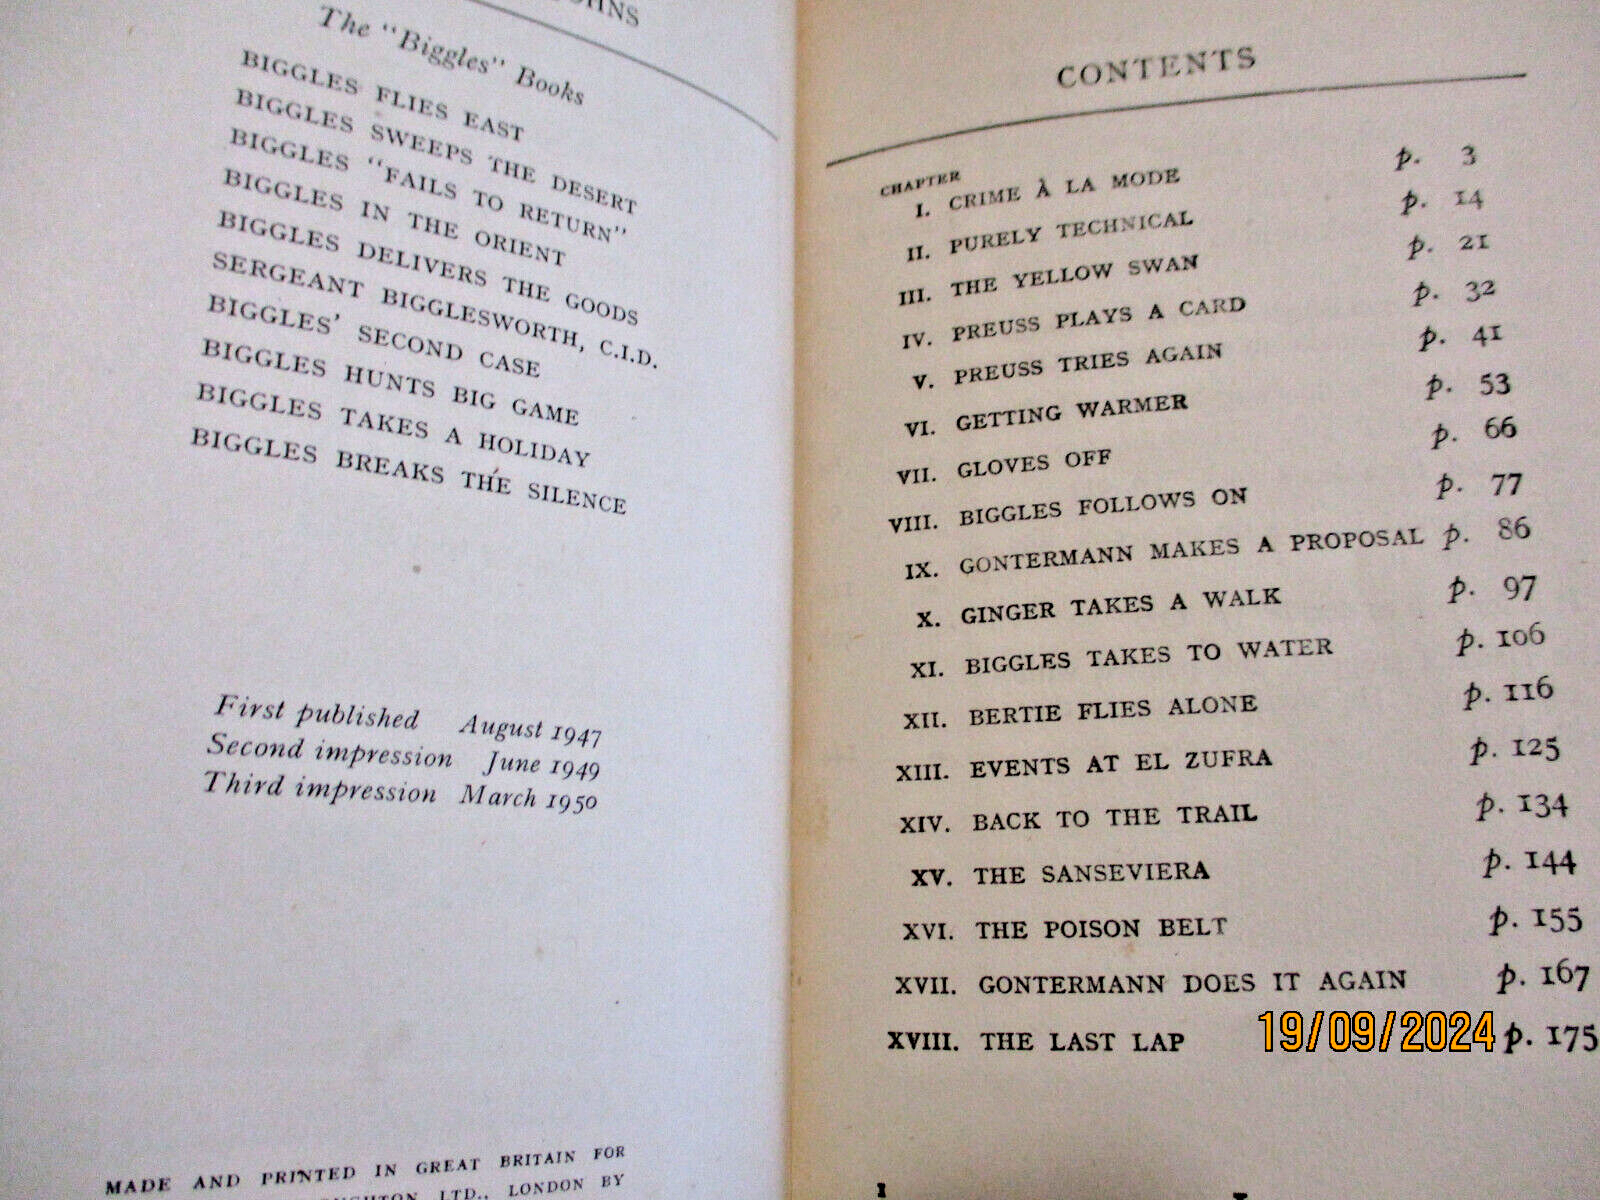 The "Biggles" Books
BIGGLES FLIES EAST
BIGGLES SWEEPS THE DESERT
BIGGLES "FAILS TO RETURN"
BIGGLES IN THE ORIENT
BIGGLES DELIVERS THE GOODS
SERGEANT BIGGLESWORTH, C.I.D.
BIGGLES' SECOND CASE
BIGGLES HUNTS BIG GAME
BIGGLES TAKES A HOLIDAY
BIGGLES BREAKS THE SILENCE
First published August 1947
Second impression June 1949
Third impression March 1950
MADE AND PRINTED IN GREAT BRITAIN FOR
LTD., LONDON BY
CONTENTS
CHAPTER
I. CRIME À LA MODE p. 3
II. PURELY TECHNICAL p. 14
III. THE YELLOW SWAN p. 21
IV. PREUSS PLAYS A CARD p. 32
V. PREUSS TRIES AGAIN p. 41
VI. GETTING WARMER p. 53
VII. GLOVES OFF p. 66
VIII. BIGGLES FOLLOWS ON p. 77
IX. GONTERMANN MAKES A PROPOSAL p. 86
X. GINGER TAKES A WALK p. 97
XI. BIGGLES TAKES TO WATER p. 106
XII. BERTIE FLIES ALONE p. 116
XIII. EVENTS AT EL ZUFRA p. 125
XIV. BACK TO THE TRAIL p. 134
XV. THE SANSEVIERA p. 144
XVI. THE POISON BELT p. 155
XVII. GONTERMANN DOES IT AGAIN p. 167
XVIII. THE LAST LAP p. 175
19/09/2024